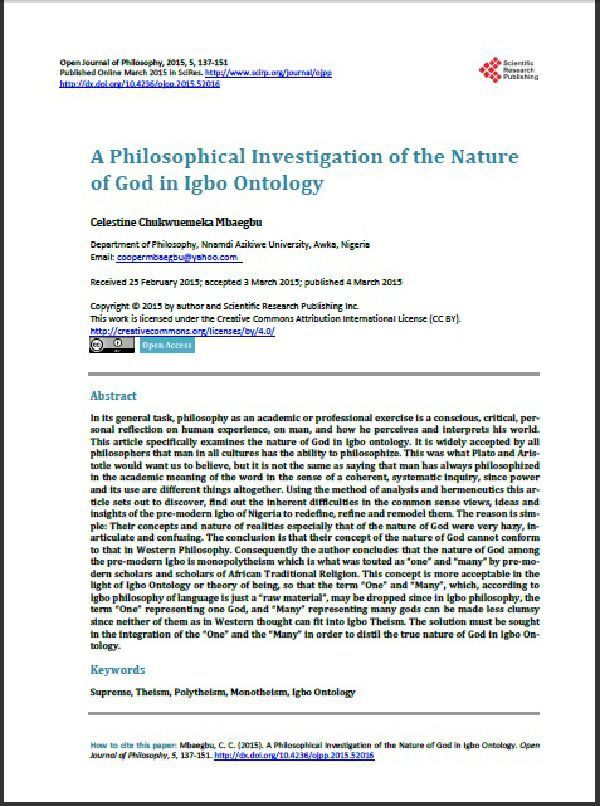 Open Journal of Philosophy, 2015, 5, 137-151
Published Online March 2015 in SciRes. http://www.scirp.org/journal/ojpp
http://dx.doi.org/10.4236/ojpp.2015.52016
Scientific
Research
Publishing
A Philosophical Investigation of the Nature
of God in Igbo Ontology
Celestine Chukwuemeka Mbaegbu
Department of Philosophy, Nnamdi Azikiwe University, Awka, Nigeria
Email: coopermbaegbu@yahoo.com
Received 25 February 2015; accepted 3 March 2015; published 4 March 2015
Copyright © 2015 by author and Scientific Research Publishing Inc.
This work is licensed under the Creative Commons Attribution International License (CC BY).
http://creativecommons.org/licenses/by/4.0/
Open Access
Abstract
In its general task, philosophy as an academic or professional exercise is a conscious, critical, per-
sonal reflection on human experience, on man, and how he perceives and interprets his world.
This article specifically examines the nature of God in Igbo ontology. It is widely accepted by all
philosophers that man in all cultures has the ability to philosophize. This was what Plato and Aris-
totle would want us to believe, but it is not the same as saying that man has always philosophized
in the academic meaning of the word in the sense of a coherent, systematic inquiry, since power
and its use are different things altogether. Using the method of analysis and hermeneutics this ar-
ticle sets out to discover, find out the inherent difficulties in the common sense views, ideas and
insights of the pre-modern Igbo of Nigeria to redefine, refine and remodel them. The reason is sim-
ple: Their concepts and nature of realities especially that of the nature of God were very hazy, in-
articulate and confusing. The conclusion is that their concept of the nature of God cannot conform
to that in Western Philosophy. Consequently the author concludes that the nature of God among
the pre-modern Igbo is monopolytheism which is what was touted as "one" and "many" by pre-mo-
dern scholars and scholars of African Traditional Religion. This concept is more acceptable in the
light of Igbo Ontology or theory of being, so that the term "One" and "Many", which, according to
Igbo philosophy of language is just a "raw material", may be dropped since in Igbo philosophy, the
term "One" representing one God, and "Many" representing many gods can be made less clumsy
since neither of them as in Western thought can fit into Igbo Theism. The solution must be sought
in the integration of the "One" and the "Many" in order to distill the true nature of God in Igbo On-
tology.
Keywords
Supreme, Theism, Polytheism, Monotheism, Igbo Ontology
How to cite this paper: Mbaegbu, C. C. (2015). A Philosophical Investigation of the Nature of God in Igbo Ontology. Open
Journal of Philosophy, 5, 137-151. http://dx.doi.org/10.4236/ojpp.2015.52016